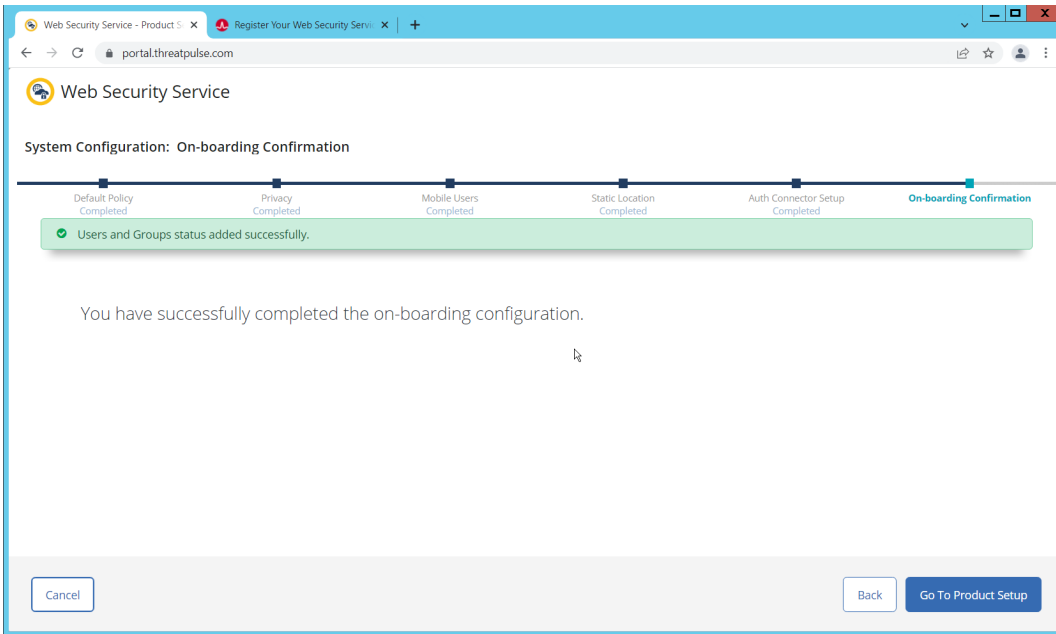 Web Security Service - Product S
Register Your Web Security Servi
portal.threatpulse.com
Web Security Service
System Configuration: On-boarding Confirmation
Default Policy
Completed
Privacy
Completed
Mobile Users
Completed
Static Location
Completed
Auth Connector Setup
Completed
On-boarding Confirmation
Users and Groups status added successfully.
You have successfully completed the on-boarding configuration.
Cancel
Back
Go To Product Setup